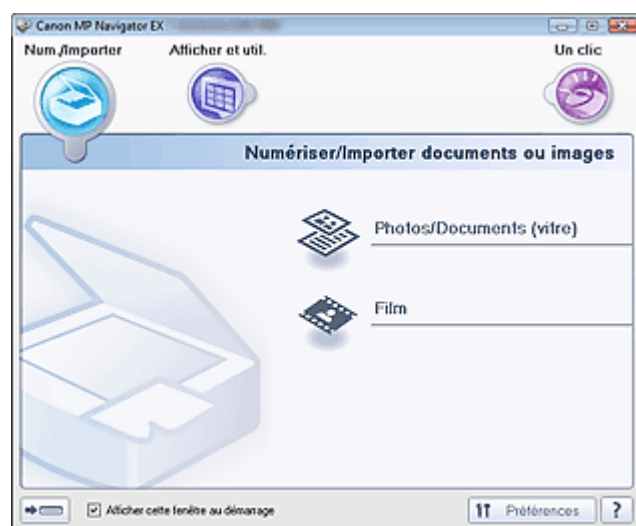 Canon MP Navigator EX
Num./Importer
Afficher et util.
Un clic
Numériser/Importer documents ou images
Photos/Documents (vitre)
Film
Afficher cette fenêtre au démarrage
Préférences
?